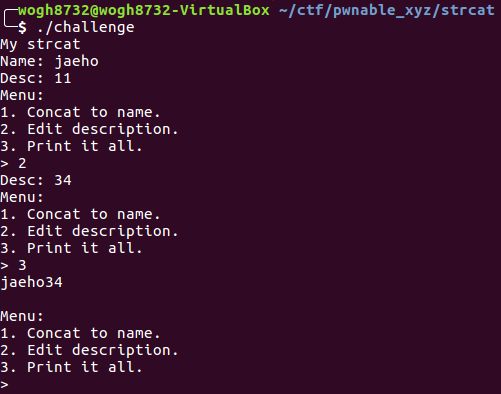 wogh8732@wogh8732-VirtualBox ~/ctf/pwnable_xyz/strcat
$ ./challenge
My strcat
Name: jaeho
Desc: 11
Menu:
1. Concat to name.
2. Edit description.
3. Print it all.
> 2
Desc: 34
Menu:
1. Concat to name.
2. Edit description.
3. Print it all.
> 3
jaeho34
Menu:
1. Concat to name.
2. Edit description.
3. Print it all.
>